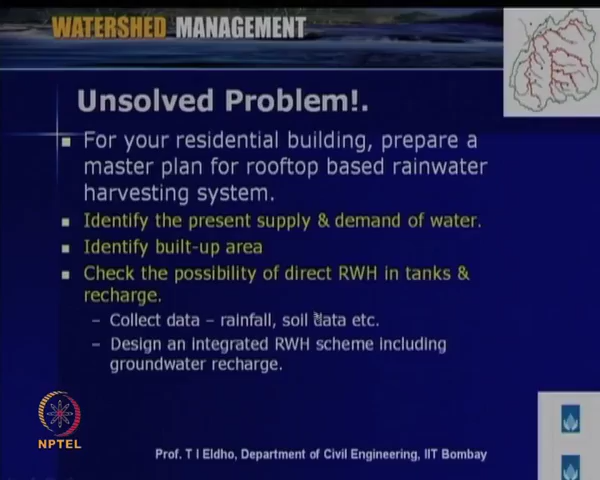 WATERSHED MANAGEMENT
Unsolved Problem!.
For your residential building, prepare a
master plan for rooftop based rainwater
harvesting system.
Identify the present supply & demand of water.
Identify built-up area
Check the possibility of direct RWH in tanks &
recharge.
– Collect data – rainfall, soil data etc.
– Design an integrated RWH scheme including
groundwater recharge.
NPTEL
Prof. T I Eldho, Department of Civil Engineering, IIT Bombay